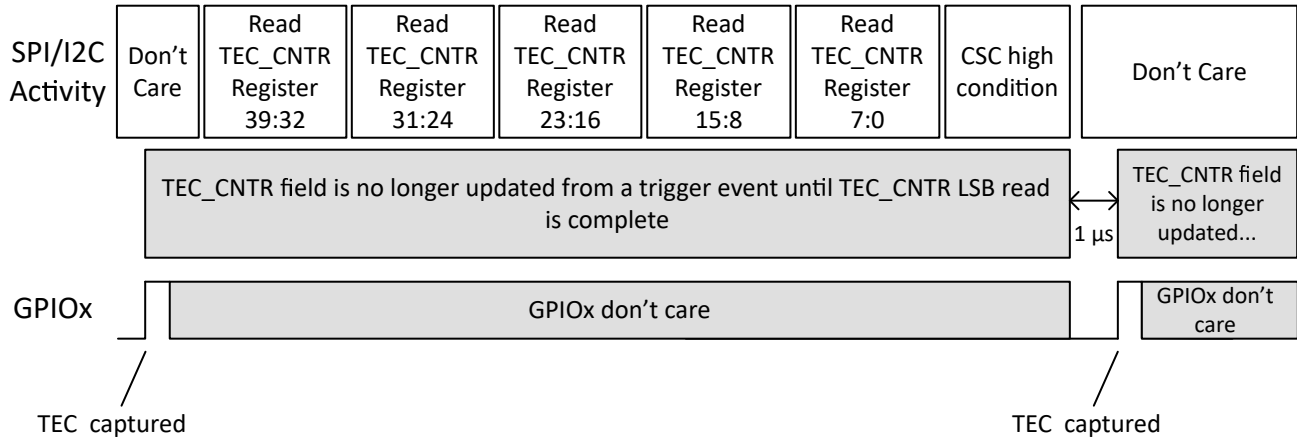 SPI/I2C
Activity
Don't
Care
Read
TEC_CNTR
Register
39:32
Read
TEC_CNTR
Register
31:24
Read
TEC_CNTR
Register
23:16
Read
TEC_CNTR
Register
15:8
Read
TEC_CNTR
Register
7:0
CSC high
condition
Don't Care
TEC_CNTR field is no longer updated from a trigger event until TEC_CNTR LSB read
is complete
1 µs
TEC_CNTR field
is no longer
updated...
GPIOx
GPIOx don't care
GPIOx don't
care
TEC captured
TEC captured